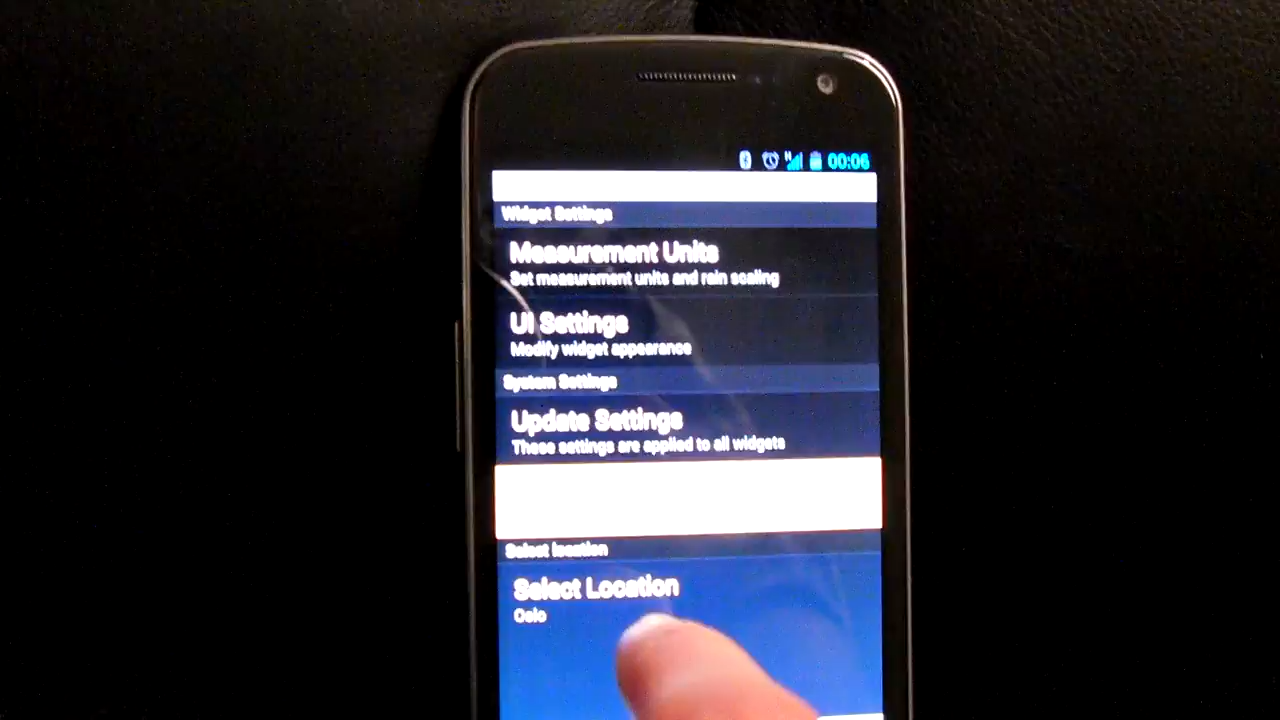 H 00:06
Widget Settings
Measurement Units
Set measurement units and rain scaling
UI Settings
Modify widget appearance
System Settings
Update Settings
These settings are applied to all widgets
Select location
Select Location
Oslo